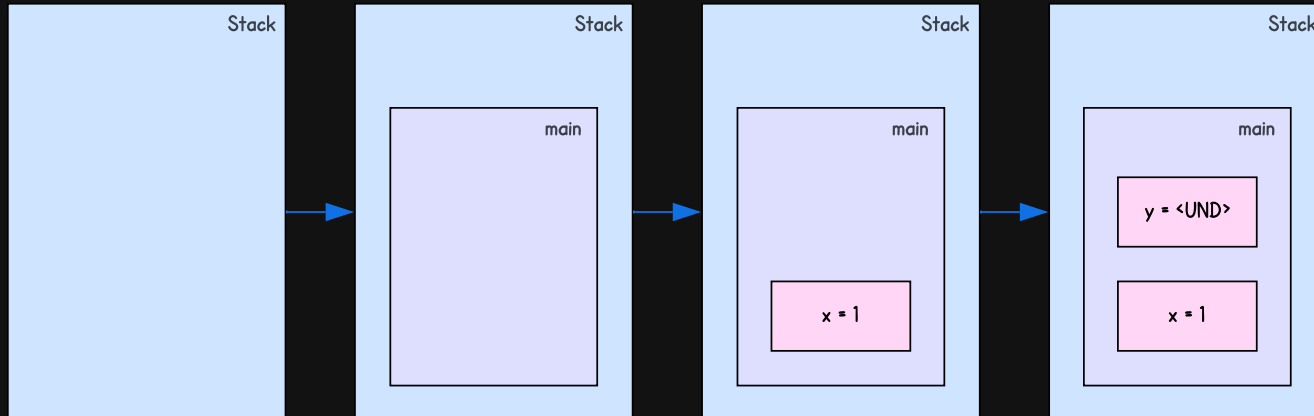 Stack
Stack
main
Stack
main
x = 1
Stack
main
y = <UND>
x = 1